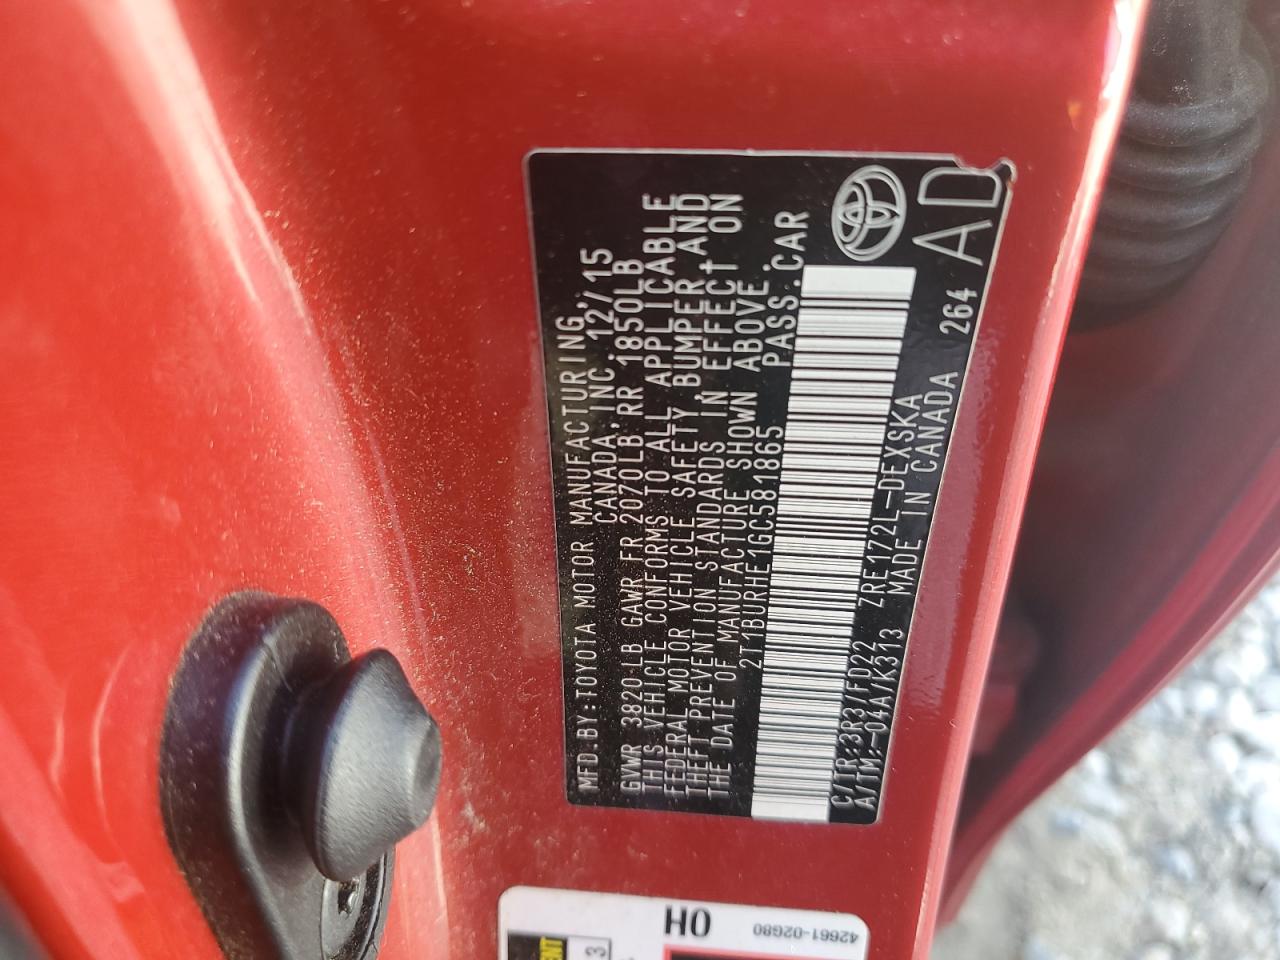 MFD.BY:TOYOTA MOTOR MANUFACTURING,
CANADA,INC. 12/15
GVWR 3820 LB GAWR FR 2070LB RR 1850LB
THIS VEHICLE CONFORMS TO ALL APPLICABLE
FEDERAL MOTOR VEHICLE SAFETY,BUMPER,AND
THEFT PREVENTION STANDARDS IN EFFECT ON
THE DATE OF MANUFACTURE SHOWN ABOVE.
2T1BURHE1GC581865 PASS.CAR
C/TR:3R3/FD22 ZRE172L-DEXSKA
A/TM:-04A/K313 MADE IN CANADA 264
AD
42661-02G80
OH